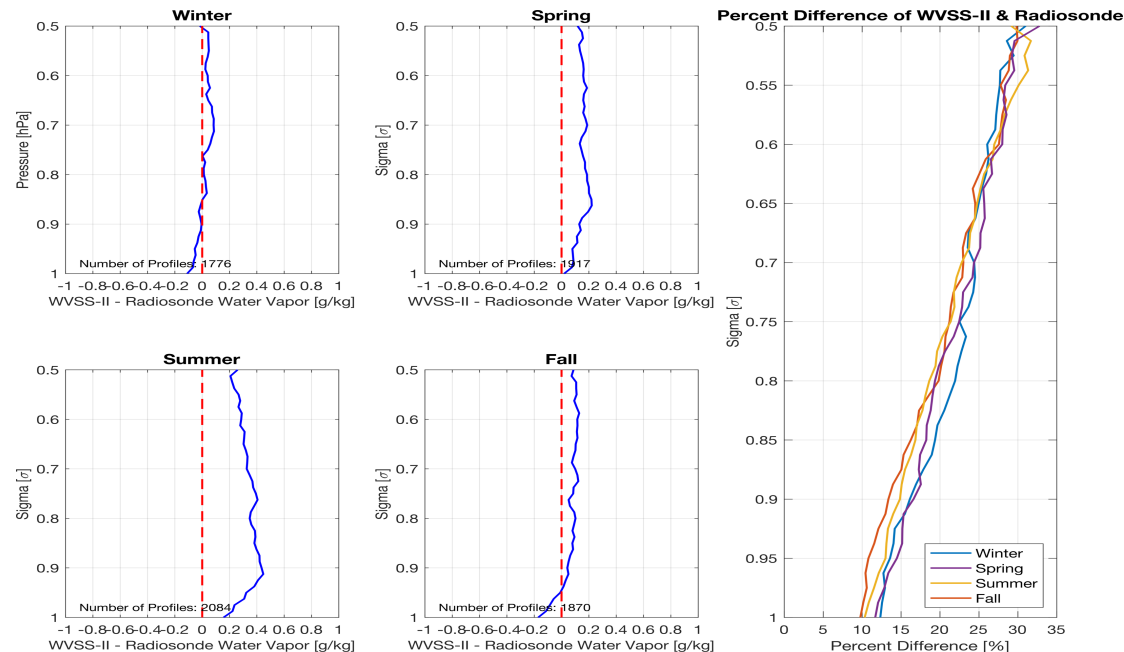 Winter
0.5
0.6
0.7
0.8
0.9
1
Pressure [hPa]
Number of Profiles: 1776
-1 -0.8 -0.6 -0.4 -0.2 0 0.2 0.4 0.6 0.8 1
WVSS-II - Radiosonde Water Vapor [g/kg]
Spring
0.5
0.6
0.7
0.8
0.9
1
Sigma [σ]
Number of Profiles: 1917
-1 -0.8 -0.6 -0.4 -0.2 0 0.2 0.4 0.6 0.8 1
WVSS-II - Radiosonde Water Vapor [g/kg]
Summer
0.5
0.6
0.7
0.8
0.9
1
Sigma [σ]
Number of Profiles: 2084
-1 -0.8 -0.6 -0.4 -0.2 0 0.2 0.4 0.6 0.8 1
WVSS-II - Radiosonde Water Vapor [g/kg]
Fall
0.5
0.6
0.7
0.8
0.9
1
Sigma [σ]
Number of Profiles: 1870
-1 -0.8 -0.6 -0.4 -0.2 0 0.2 0.4 0.6 0.8 1
WVSS-II - Radiosonde Water Vapor [g/kg]
Percent Difference of WVSS-II & Radiosonde
0.5
0.55
0.6
0.65
0.7
0.75
0.8
0.85
0.9
0.95
1
Sigma [σ]
Winter
Spring
Summer
Fall
0 5 10 15 20 25 30 35
Percent Difference [%]